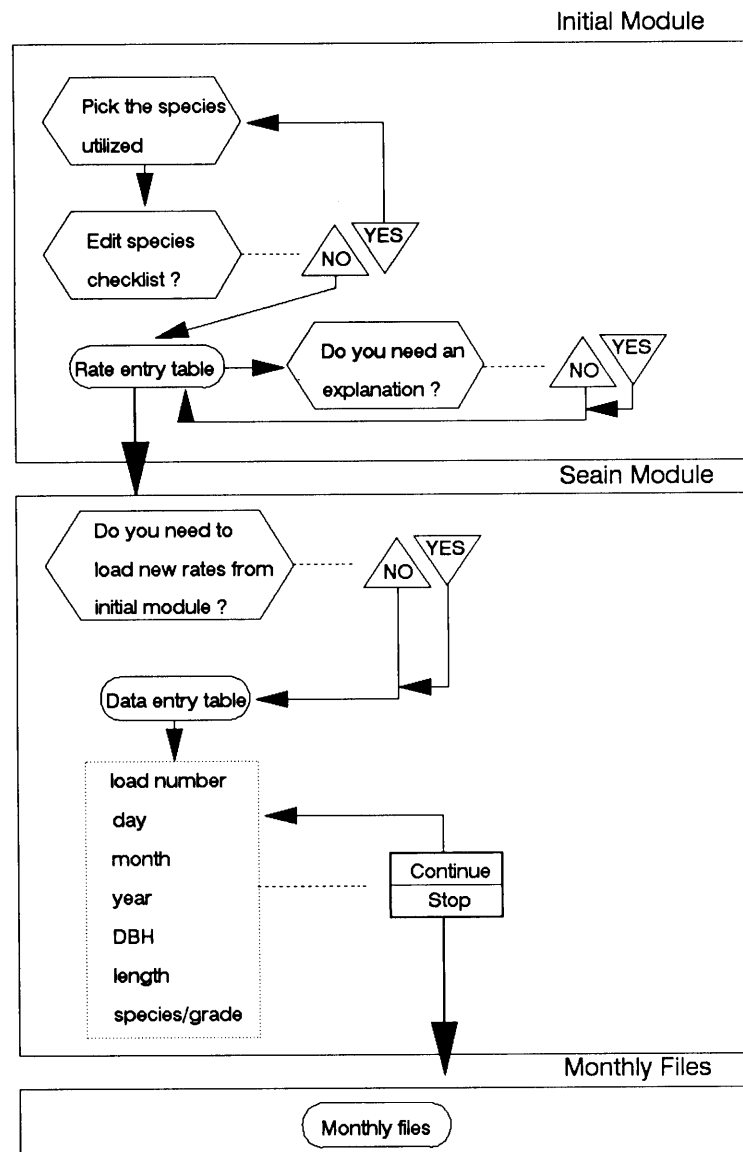 Initial Module
Pick the species
utilized
YES
Edit species
checklist ?
NO
Rate entry table
Do you need an
explanation ?
NO
YES
Seain Module
Do you need to
load new rates from
initial module ?
NO
YES
Data entry table
load number
day
month
year
DBH
length
species/grade
Continue
Stop
Monthly Files
Monthly files